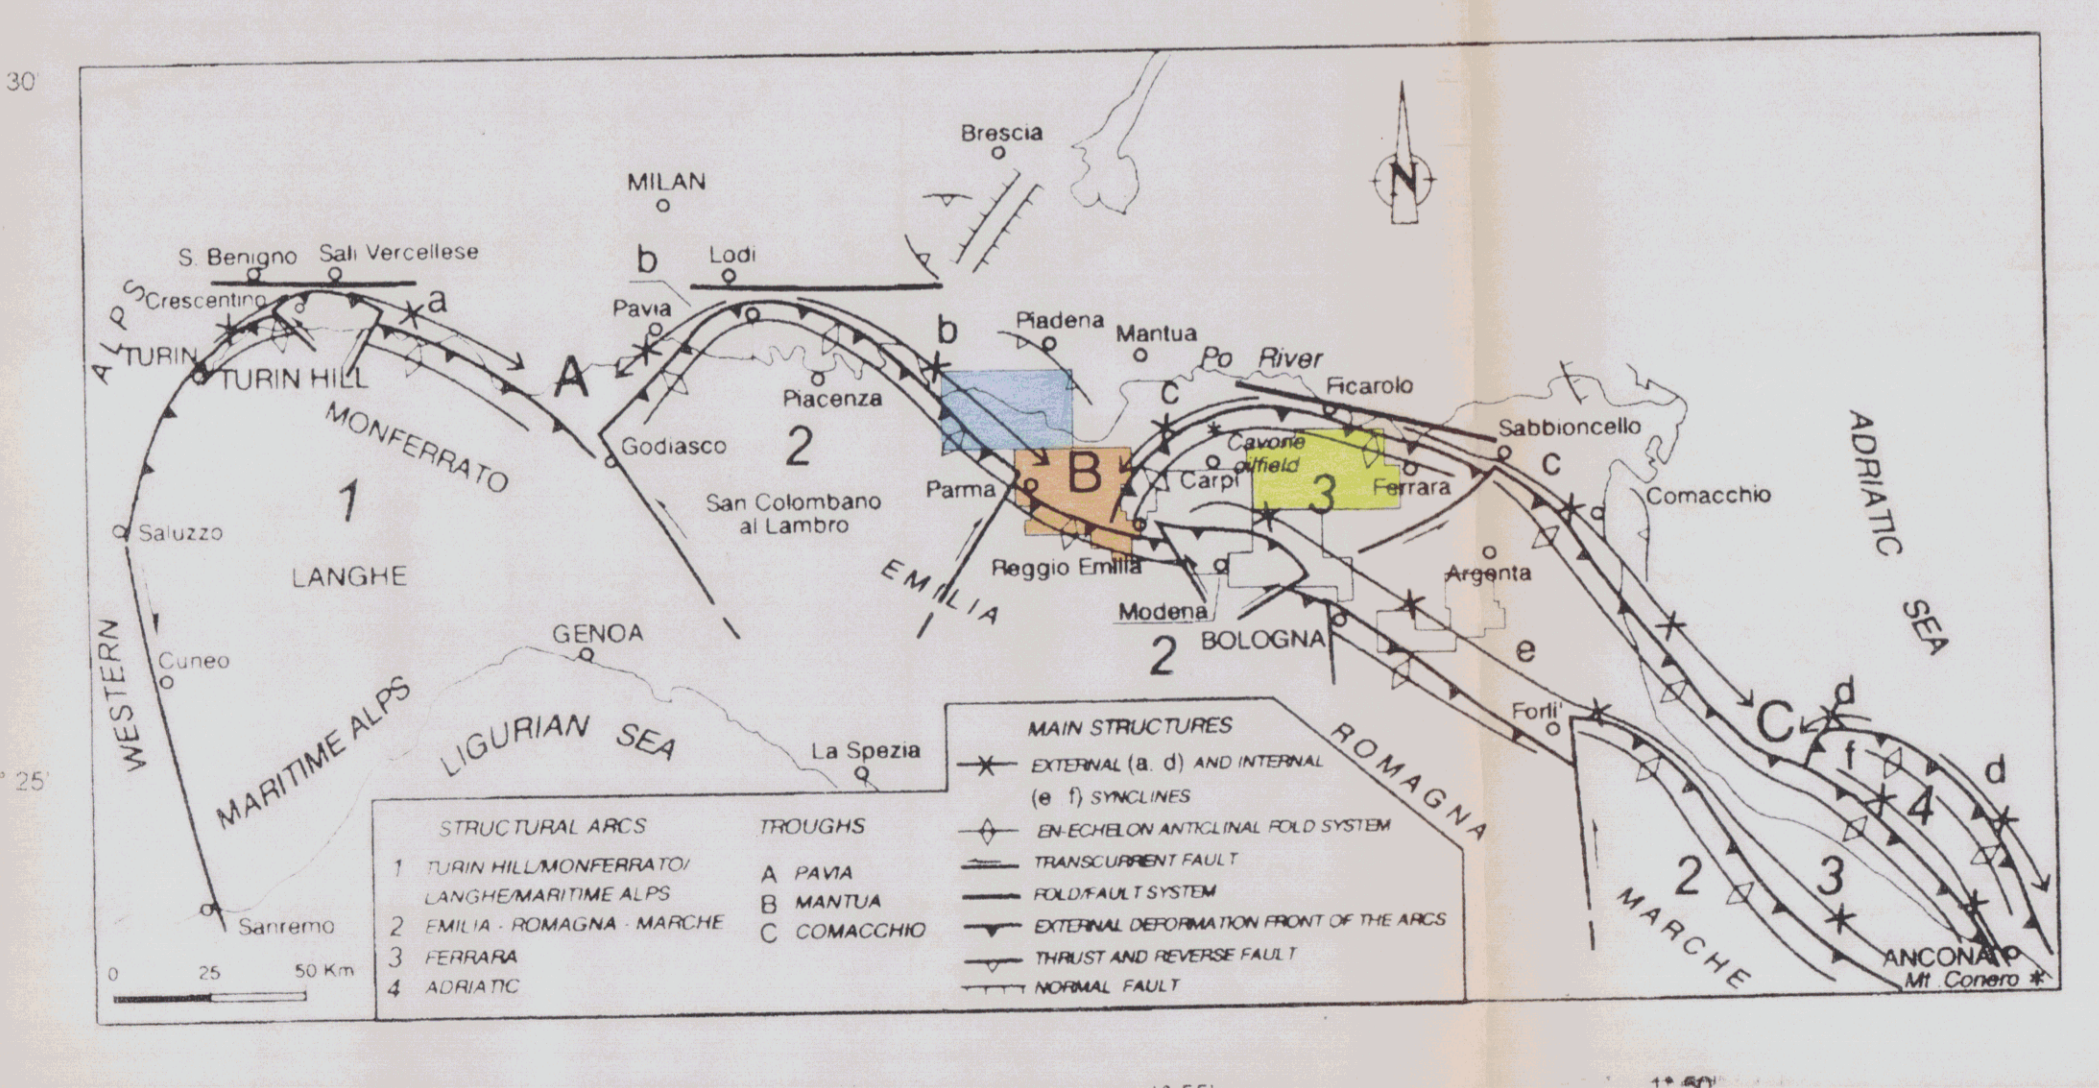 30'
Brescia
MILAN
N
S. Benigno
Sali Vercellese
b
Lodi
Crescentino
a
Pavia
b
Piadena
Mantua
ALPS
TURIN
TURIN HILL
A
Po River
Ficarolo
c
Piacenza
MONFERRATO
2
Godiasco
Sabbioncello
Cavone
oilfield
c
ADRIATIC SEA
B
Carpi
3
Ferrara
Parma
Comacchio
1
San Colombano
al Lambro
Saluzzo
LANGHE
EMILIA
Reggio Emilia
Argenta
Modena
GENOA
2
BOLOGNA
e
Cuneo
WESTERN
MARITIME ALPS
LIGURIAN SEA
La Spezia
Forli'
ROMAGNA
C
d
f
d
4
25'
2
3
MARCHE
ANCONA
Mt. Conero
Sanremo
0 25 50 Km
STRUCTURAL ARCS
1 TURIN HILL/MONFERRATO/
LANGHE/MARITIME ALPS
2 EMILIA - ROMAGNA - MARCHE
3 FERRARA
4 ADRIATIC
TROUGHS
A PAVIA
B MANTUA
C COMACCHIO
MAIN STRUCTURES
EXTERNAL (a. d) AND INTERNAL
(e f) SYNCLINES
EN-ECHELON ANTICLINAL FOLD SYSTEM
TRANSCURRENT FAULT
FOLD/FAULT SYSTEM
EXTERNAL DEFORMATION FRONT OF THE ARCS
THRUST AND REVERSE FAULT
NORMAL FAULT